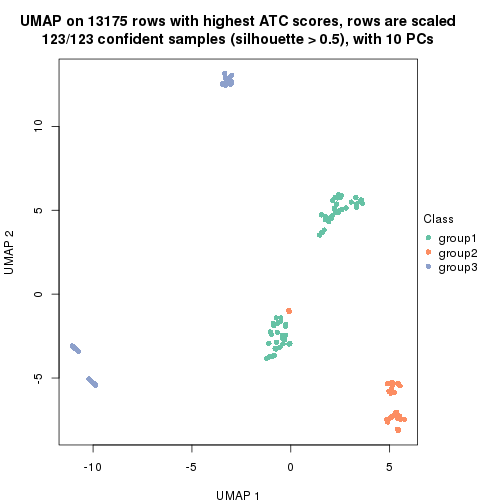 UMAP on 13175 rows with highest ATC scores, rows are scaled
123/123 confident samples (silhouette > 0.5), with 10 PCs
10
5
0
-5
UMAP 2
-10
-5
0
5
UMAP 1
Class
group1
group2
group3